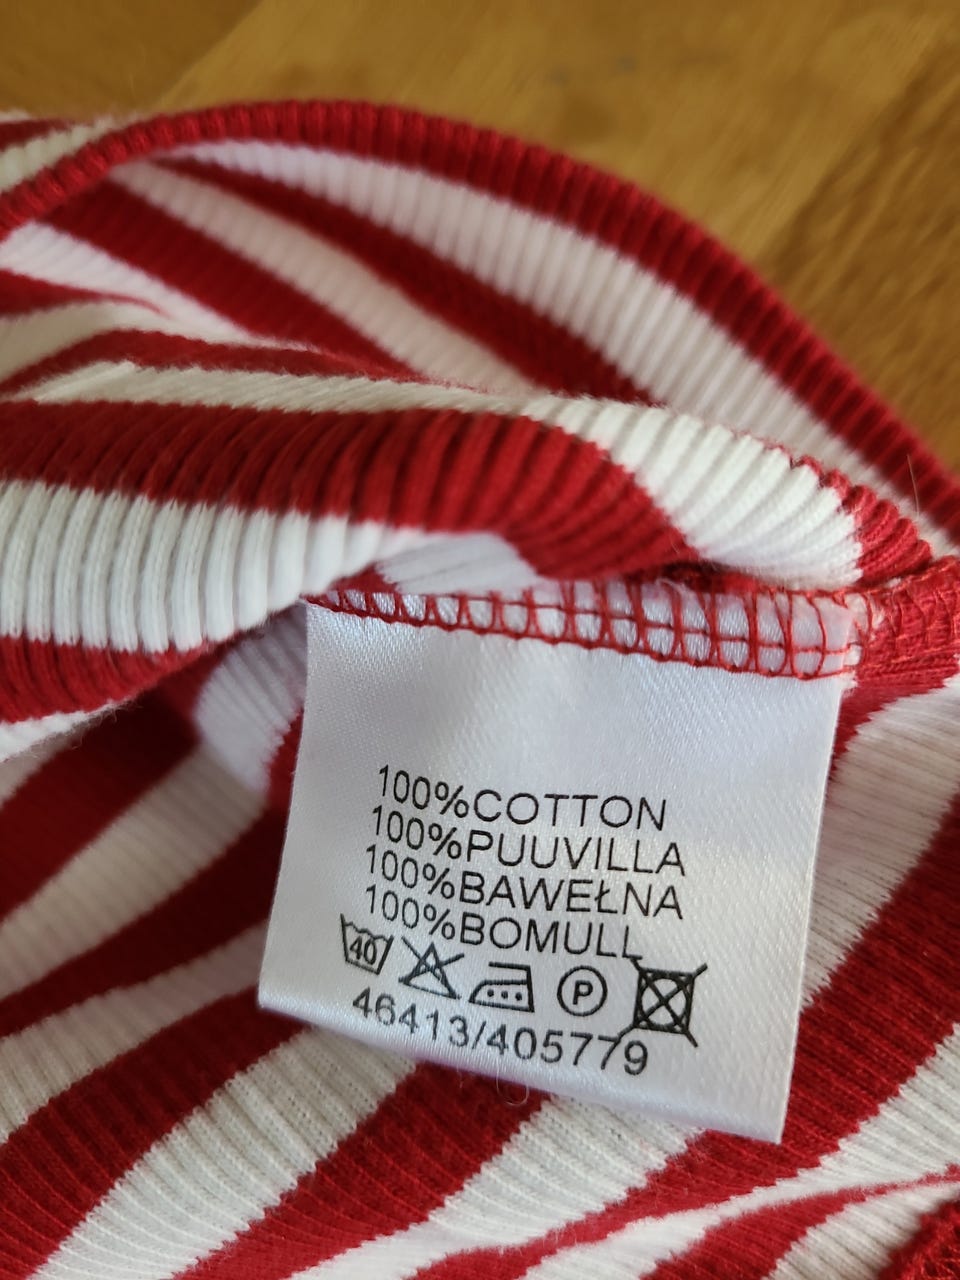 100%COTTON
100%PUUVILLA
100%BAWEŁNA
100%BOMULL
40 P
46413/405779